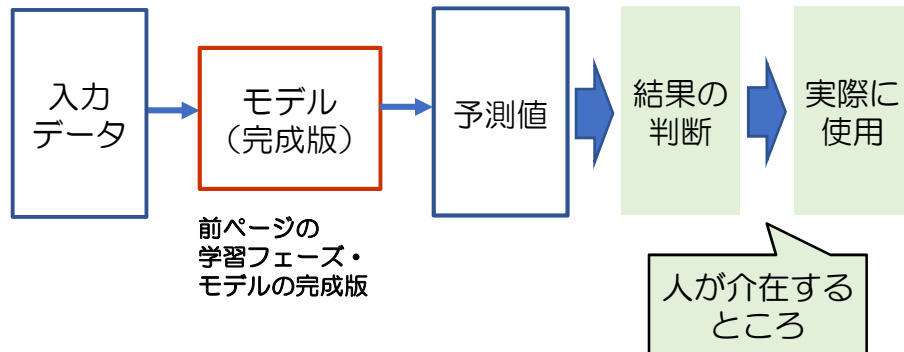 入力
データ
モデル
（完成版）
予測値
結果の
判断
実際に
使用
前ページの
学習フェーズ・
モデルの完成版
人が介在する
ところ